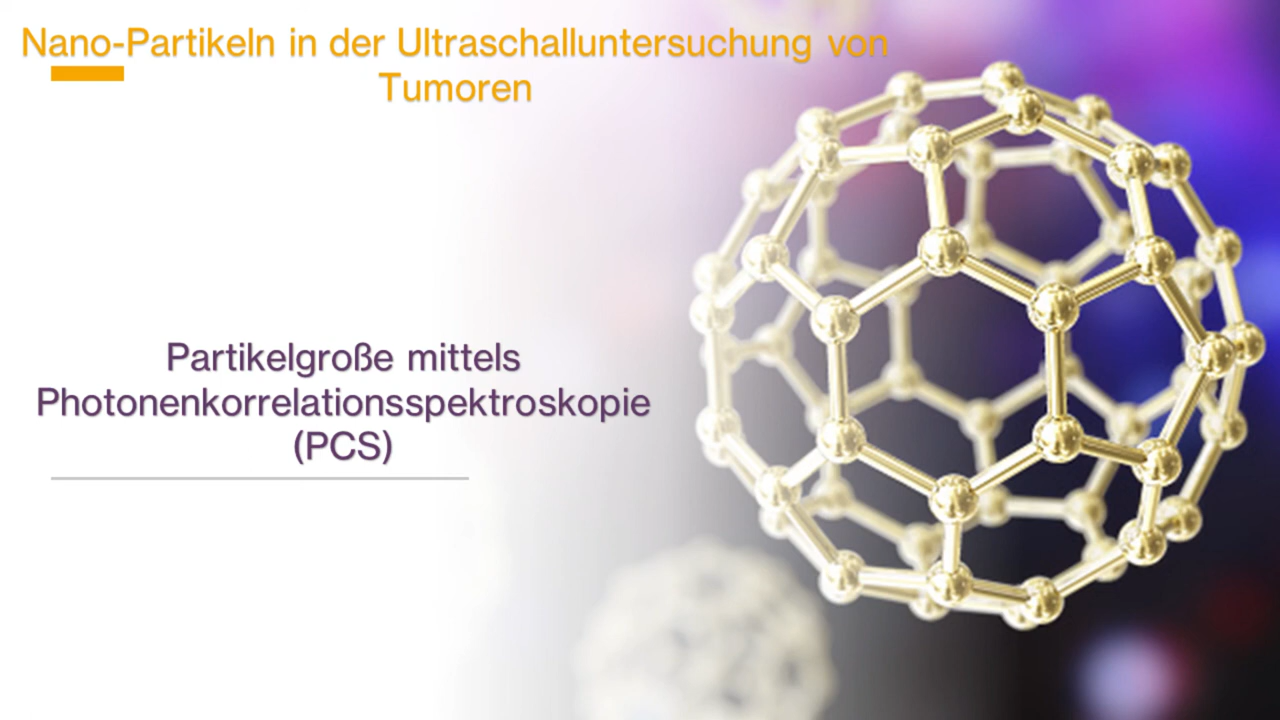 Nano-Partikeln in der Ultraschalluntersuchung von
Tumoren
Partikelgroße mittels
Photonenkorrelationsspektroskopie
(PCS)